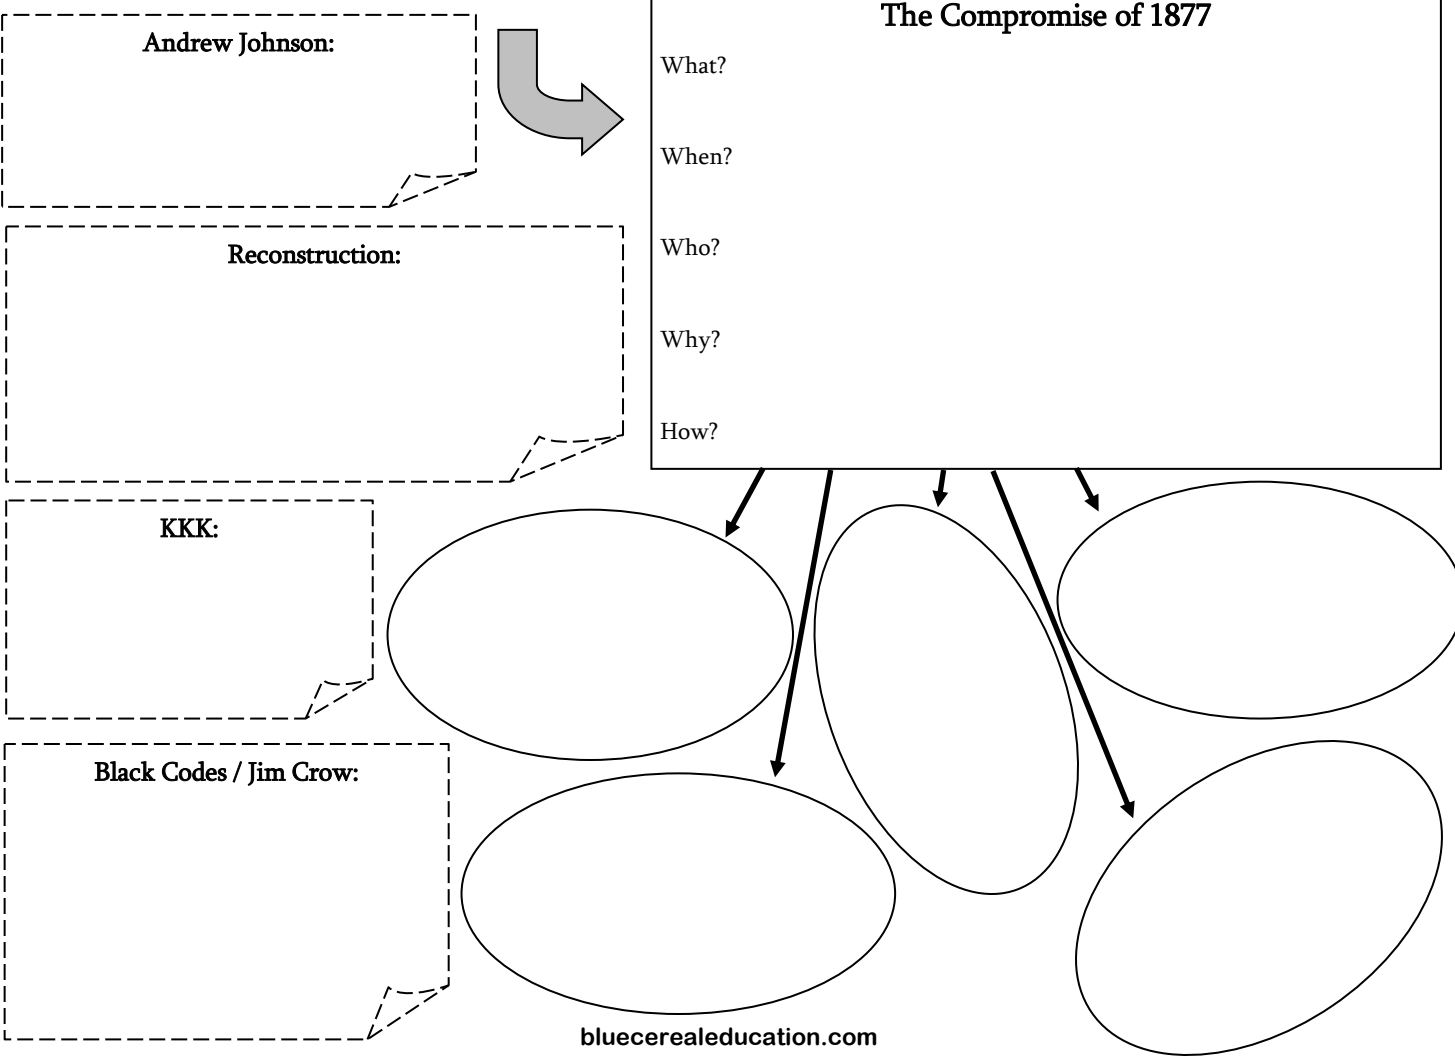 Andrew Johnson:
Reconstruction:
KKK:
Black Codes / Jim Crow:
The Compromise of 1877
What?
When?
Who?
Why?
How?
bluecerealeducation.com